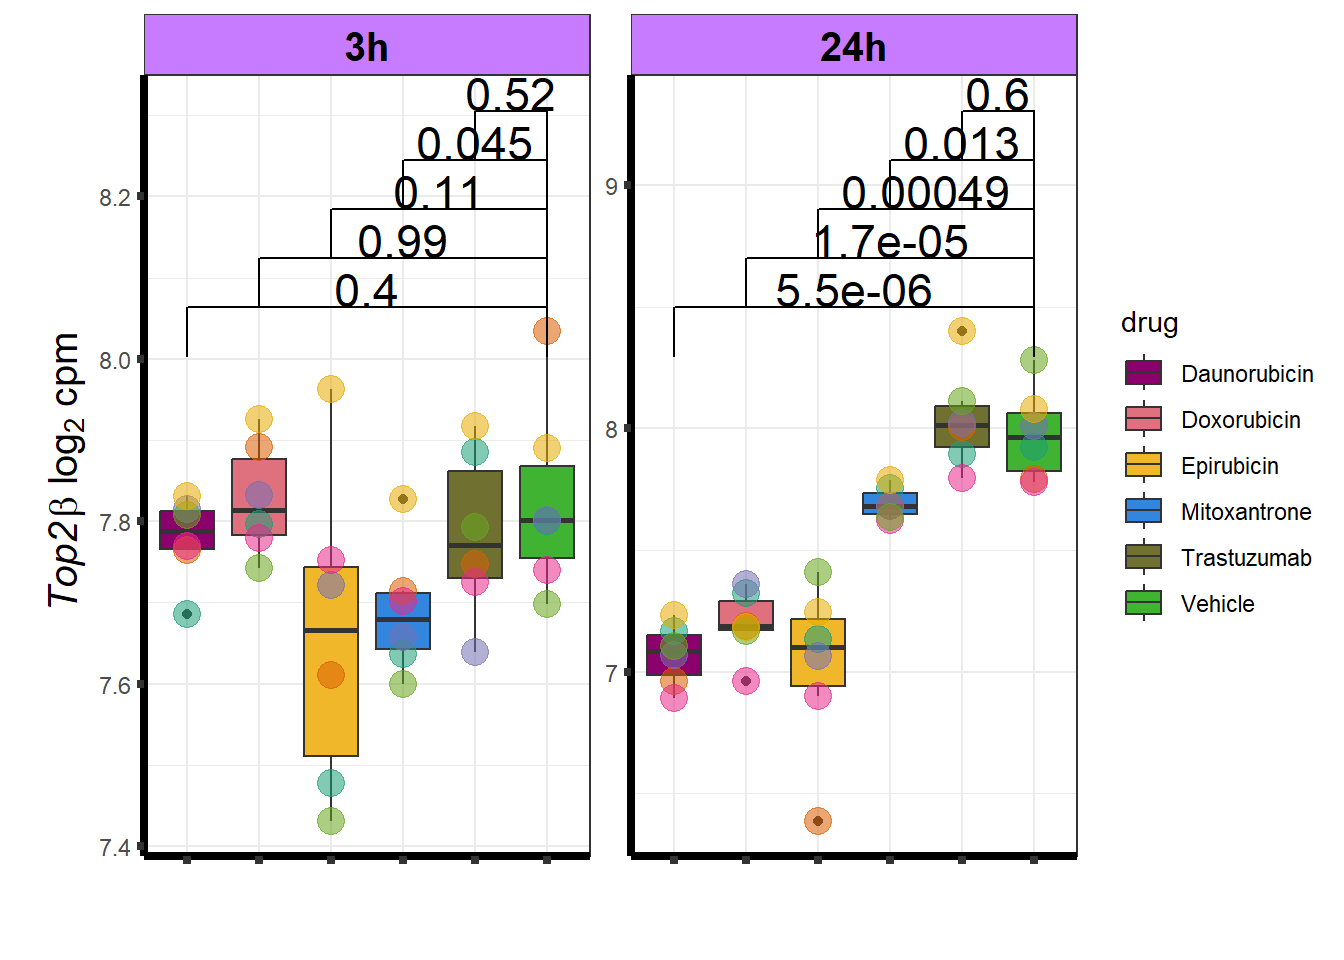 3h
24h
Top2β log2 cpm
8.2
8.0
7.8
7.6
7.4
0.52
0.045
0.11
0.99
0.4
9
8
7
0.6
0.013
0.00049
1.7e-05
5.5e-06
drug
Daunorubicin
Doxorubicin
Epirubicin
Mitoxantrone
Trastuzumab
Vehicle